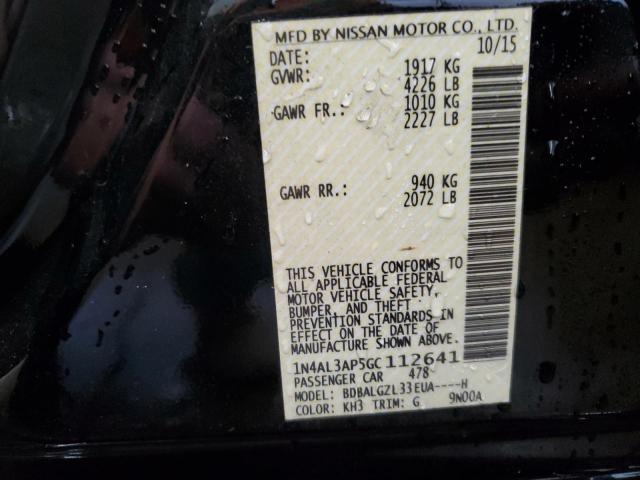 MFD BY NISSAN MOTOR CO., LTD.
DATE: 10/15
GVWR: 1917 KG
4226 LB
GAWR FR.: 1010 KG
2227 LB
GAWR RR.: 940 KG
2072 LB
THIS VEHICLE CONFORMS TO
ALL APPLICABLE FEDERAL
MOTOR VEHICLE SAFETY,
BUMPER, AND THEFT
PREVENTION STANDARDS IN
EFFECT ON THE DATE OF
MANUFACTURE SHOWN ABOVE.
1N4AL3AP5GC112641
PASSENGER CAR 478
MODEL: BDBALGZL33EUA----H
COLOR: KH3 TRIM: G 9N00A